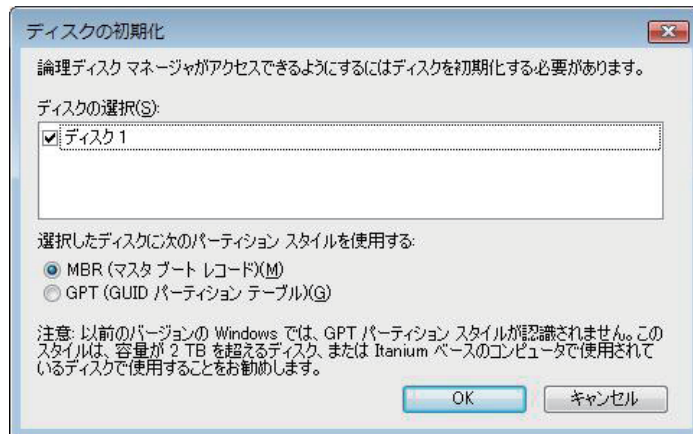 ディスクの初期化
論理ディスク マネージャがアクセスできるようにするにはディスクを初期化する必要があります。
ディスクの選択(S):
ディスク 1
選択したディスクに次のパーティション スタイルを使用する:
MBR (マスタ ブート レコード)(M)
GPT (GUID パーティション テーブル)(G)
注意: 以前のバージョンの Windows では、GPT パーティション スタイルが認識されません。この
スタイルは、容量が 2 TB を超えるディスク、または Itanium ベースのコンピュータで使用されて
いるディスクで使用することをお勧めします。
OK
キャンセル